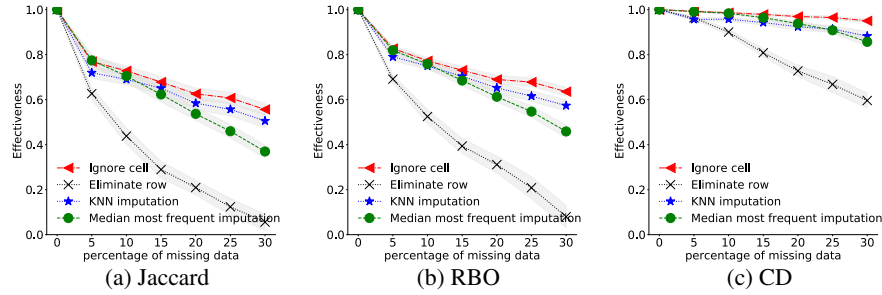 1.0
0.8
0.6
0.4
0.2
0.0
Effectiveness
Ignore cell
Eliminate row
KNN imputation
Median most frequent imputation
0 5 10 15 20 25 30
percentage of missing data
(a) Jaccard
1.0
0.8
0.6
0.4
0.2
0.0
Effectiveness
Ignore cell
Eliminate row
KNN imputation
Median most frequent imputation
0 5 10 15 20 25 30
percentage of missing data
(b) RBO
1.0
0.8
0.6
0.4
0.2
0.0
Effectiveness
Ignore cell
Eliminate row
KNN imputation
Median most frequent imputation
0 5 10 15 20 25 30
percentage of missing data
(c) CD